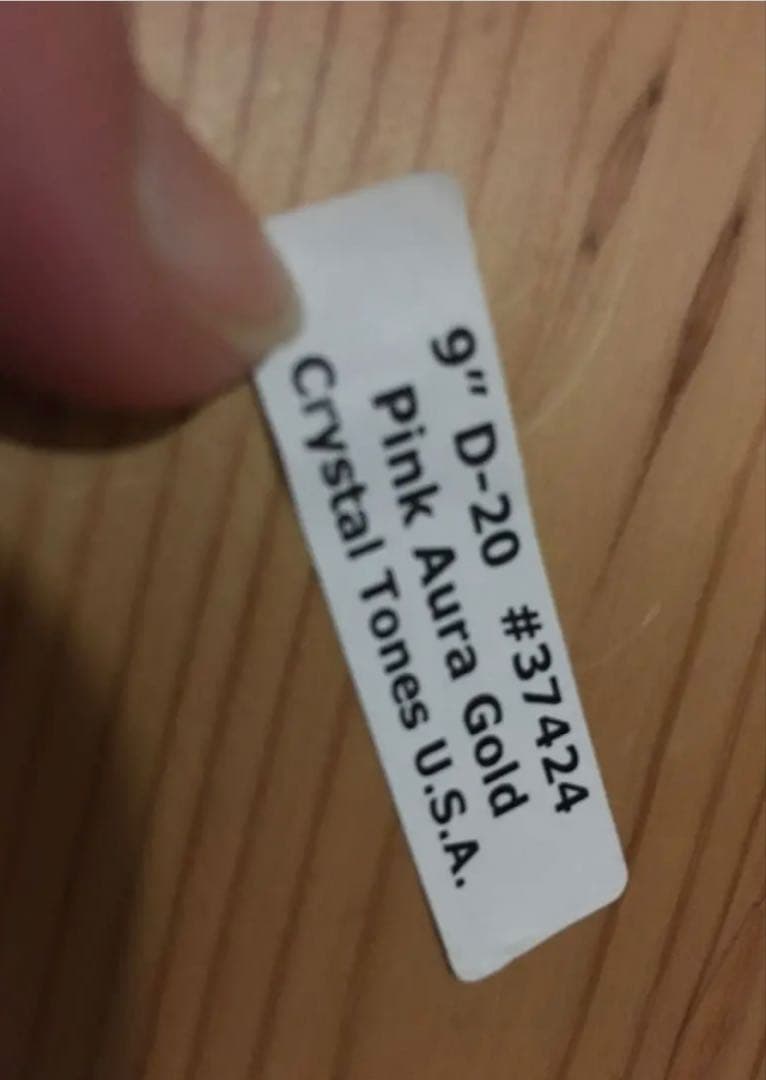 9" D-20 #37424
Pink Aura Gold
Crystal Tones U.S.A.